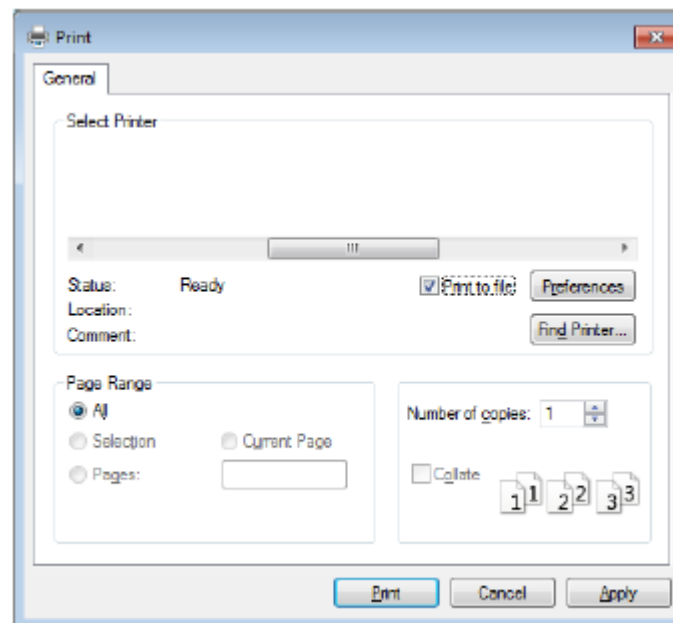 Print
General
Select Printer
Status: Ready
Print to file
Preferences
Location:
Comment:
Find Printer...
Page Range
All
Selection
Current Page
Pages:
Number of copies: 1
Collate
1 1 2 2 3 3
Print
Cancel
Apply